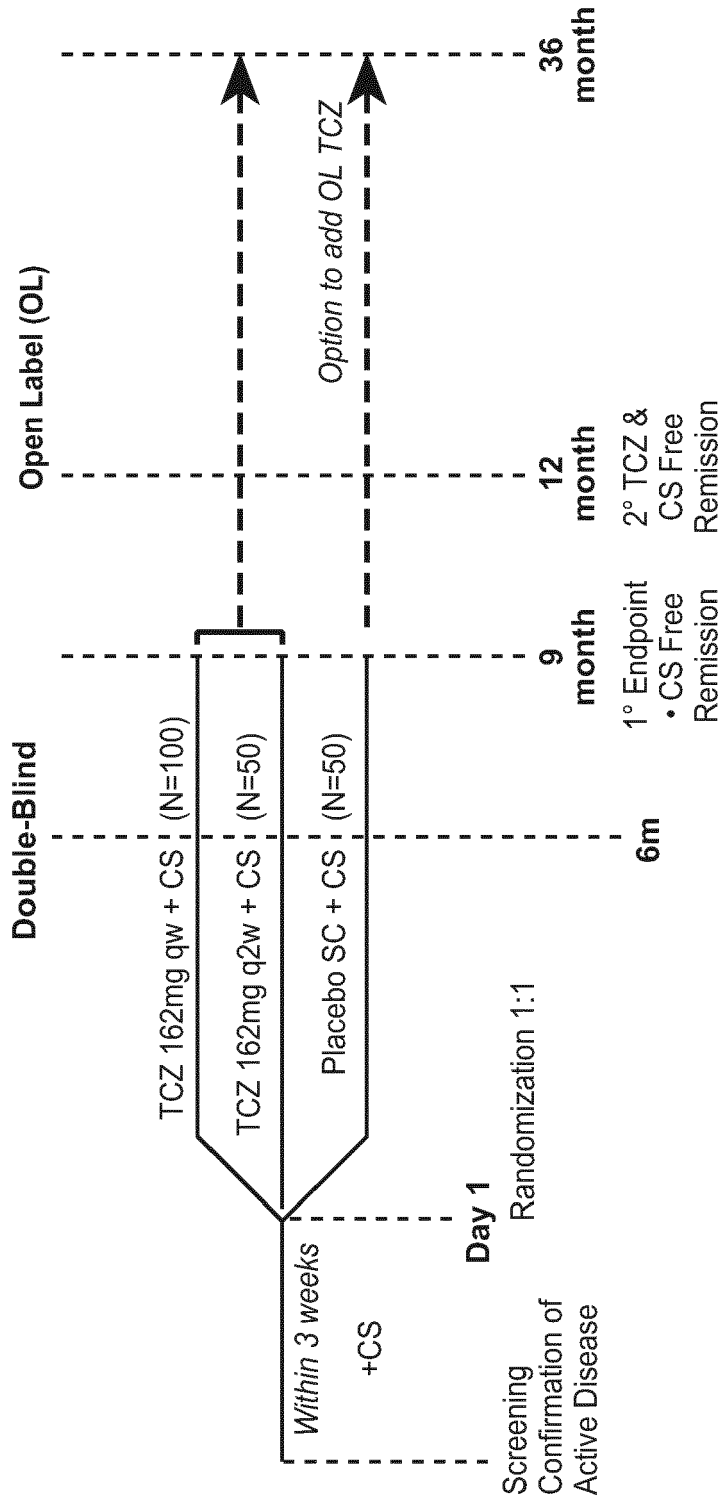 Double-Blind
Open Label (OL)
TCZ 162mg qw + CS (N=100)
TCZ 162mg q2w + CS (N=50)
Within 3 weeks
Placebo SC + CS (N=50)
Option to add OL TCZ
+CS
Day 1
Screening
Confirmation of
Active Disease
Randomization 1:1
6m
9
month
1° Endpoint
• CS Free
Remission
12
month
2° TCZ &
CS Free
Remission
36
month